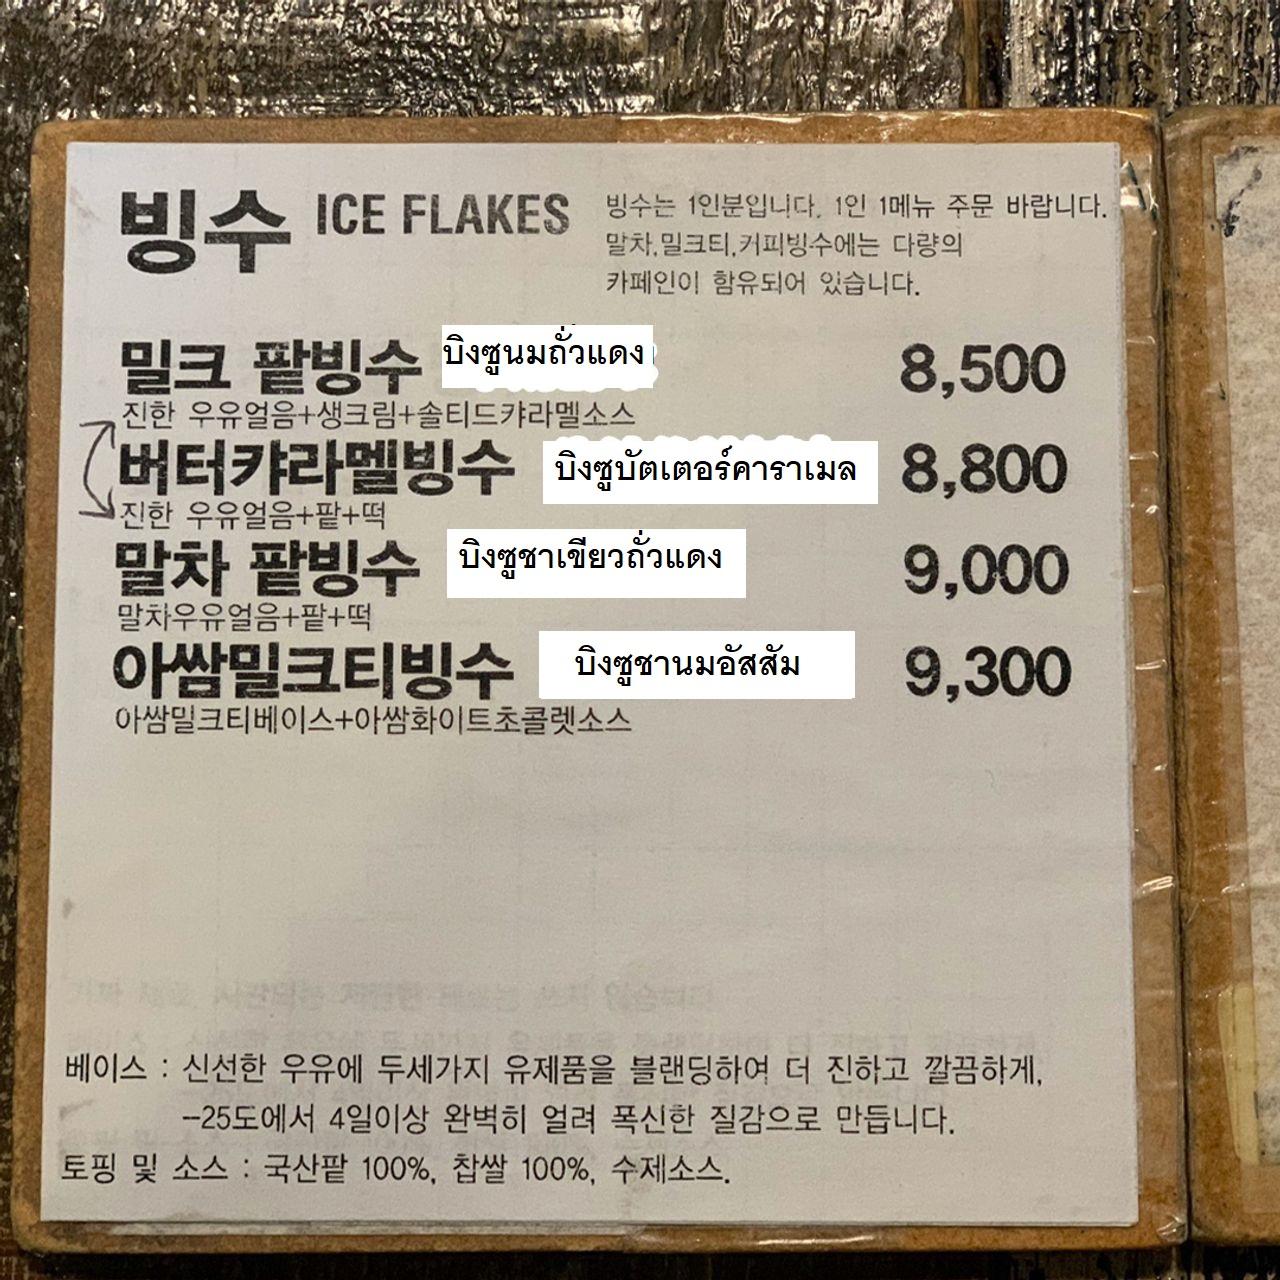 빙수 ICE FLAKES
빙수는 1인분입니다. 1인 1메뉴 주문 바랍니다.
말차,밀크티,커피빙수에는 다량의
카페인이 함유되어 있습니다.
밀크 팥빙수 บิงซูนมถั่วแดง 8,500
진한 우유얼음+생크림+솔티드캬라멜소스
버터캬라멜빙수 บิงซูบัตเตอร์คาราเมล 8,800
진한 우유얼음+팥+떡
말차 팥빙수 บิงซูชาเขียวถั่วแดง 9,000
말차우유얼음+팥+떡
아쌈밀크티빙수 บิงซูชานมอัสสัม 9,300
아쌈밀크티베이스+아쌈화이트초콜렛소스
베이스 : 신선한 우유에 두세가지 유제품을 블랜딩하여 더 진하고 깔끔하게,
-25도에서 4일이상 완벽히 얼려 폭신한 질감으로 만듭니다.
토핑 및 소스 : 국산팥 100%, 찹쌀 100%, 수제소스.